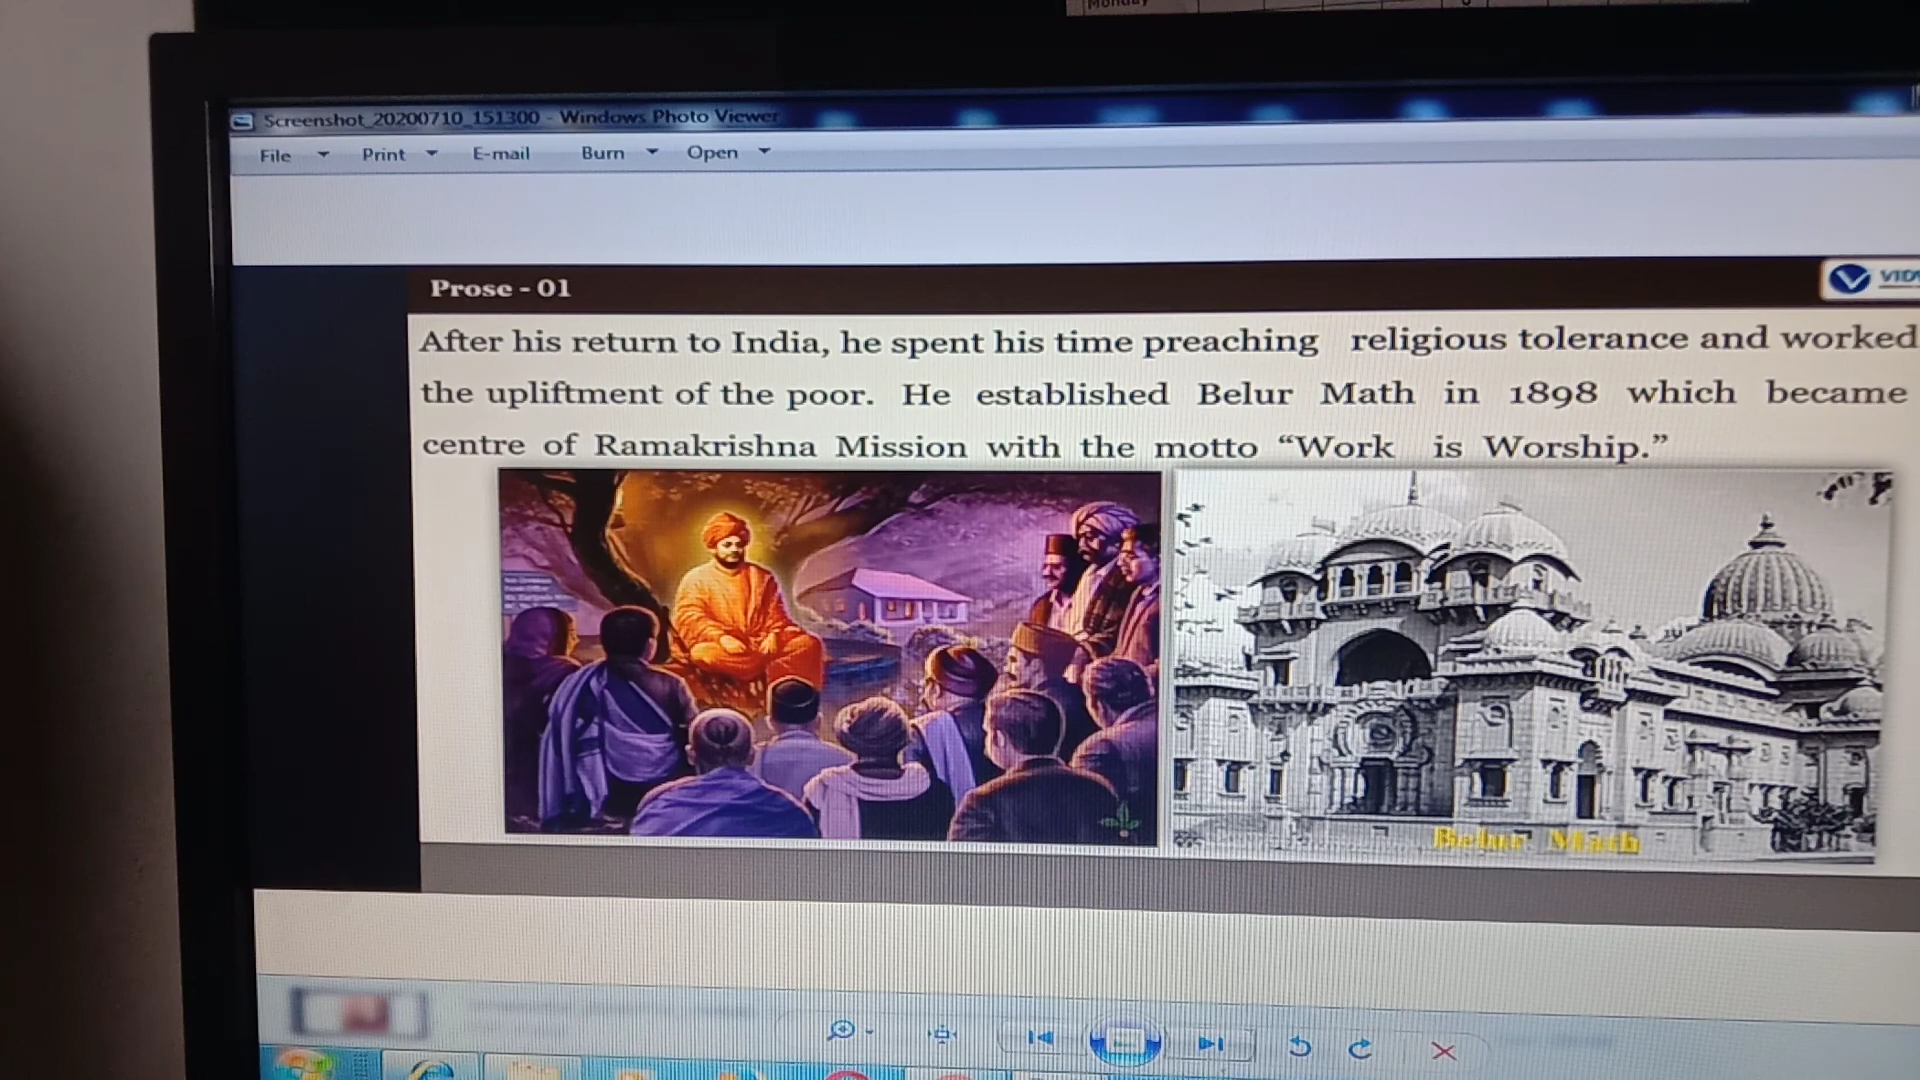 Monday
Screenshot_20200710_151300 - Windows Photo Viewer
File Print E-mail Burn Open
Prose - 01
After his return to India, he spent his time preaching religious tolerance and worked
the upliftment of the poor. He established Belur Math in 1898 which became
centre of Ramakrishna Mission with the motto “Work is Worship.”
Belur Math